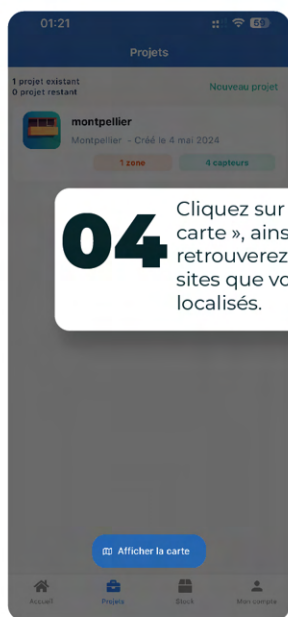 01:21
69
Projets
1 projet existant
0 projet restant
Nouveau projet
montpellier
Montpellier - Créé le 4 mai 2024
1 zone
4 capteurs
04
Cliquez sur
carte », ains
retrouverez
sites que vo
localisés.
Afficher la carte
Accueil
Projets
Stock
Mon compte